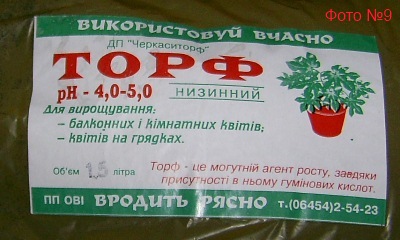 Фото №9
ВИКОРИСТОВУЙ ВЧАСНО
ДП "Черкаситорф"
ТОРФ
рН - 4,0-5,0 НИЗИННИЙ
Для вирощування:
– балконних і кімнатних квітів;
– квітів на грядках.
Об'єм 1,5 літра
Торф - це могутній агент росту, завдяки
присутності в ньому гумінових кислот.
ПП ОВІ ВРОДИТЬ РЯСНО т.(06454)2-54-23